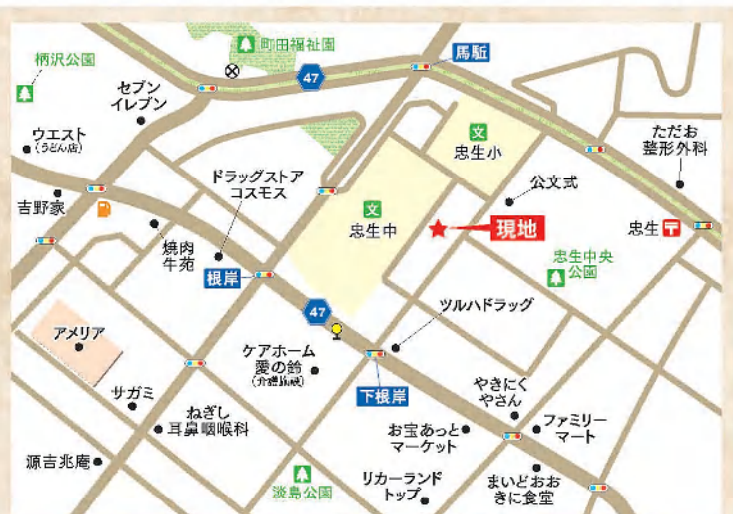 町田福祉園
馬駈
柄沢公園
47
セブン
イレブン
文
忠生小
ただお
整形外科
ウエスト
(うどん店)
ドラッグストア
コスモス
公文式
吉野家
文
忠生中
現地
忠生
焼肉
牛苑
根岸
忠生中央
公園
47
ツルハドラッグ
アメリア
ケアホーム
愛の鈴
(介護施設)
下根岸
やきにく
やさん
サガミ
ねぎし
耳鼻咽喉科
お宝あっと
マーケット
ファミリー
マート
源吉兆庵
淡島公園
リカーランド
トップ
まいどおお
きに食堂